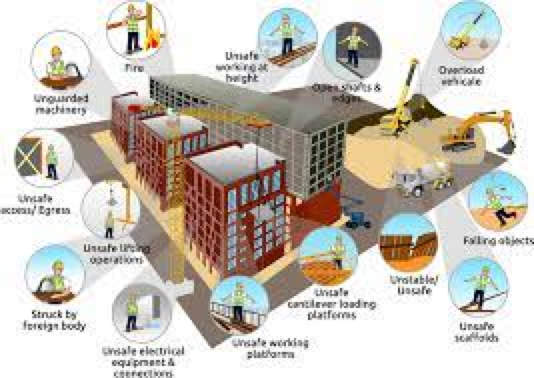 Fire
Unsafe
working at
height
Open shafts &
edges
Overload
vehicale
Unguarded
machinery
Unsafe
access/ Egress
Unsafe lifting
operations
Falling objects
Struck by
foreign body
Unsafe
cantilever loading
platforms
Unstable/
Unsafe
Unsafe
scaffolds
Unsafe electrical
equipment &
connections
Unsafe working
platforms